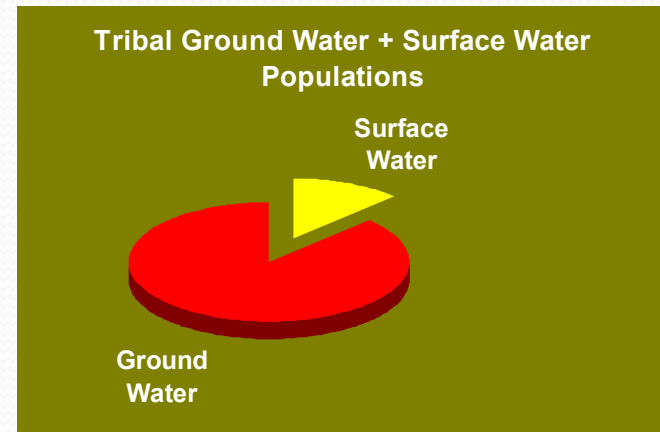 Tribal Ground Water + Surface Water
Populations
Surface
Water
Ground
Water